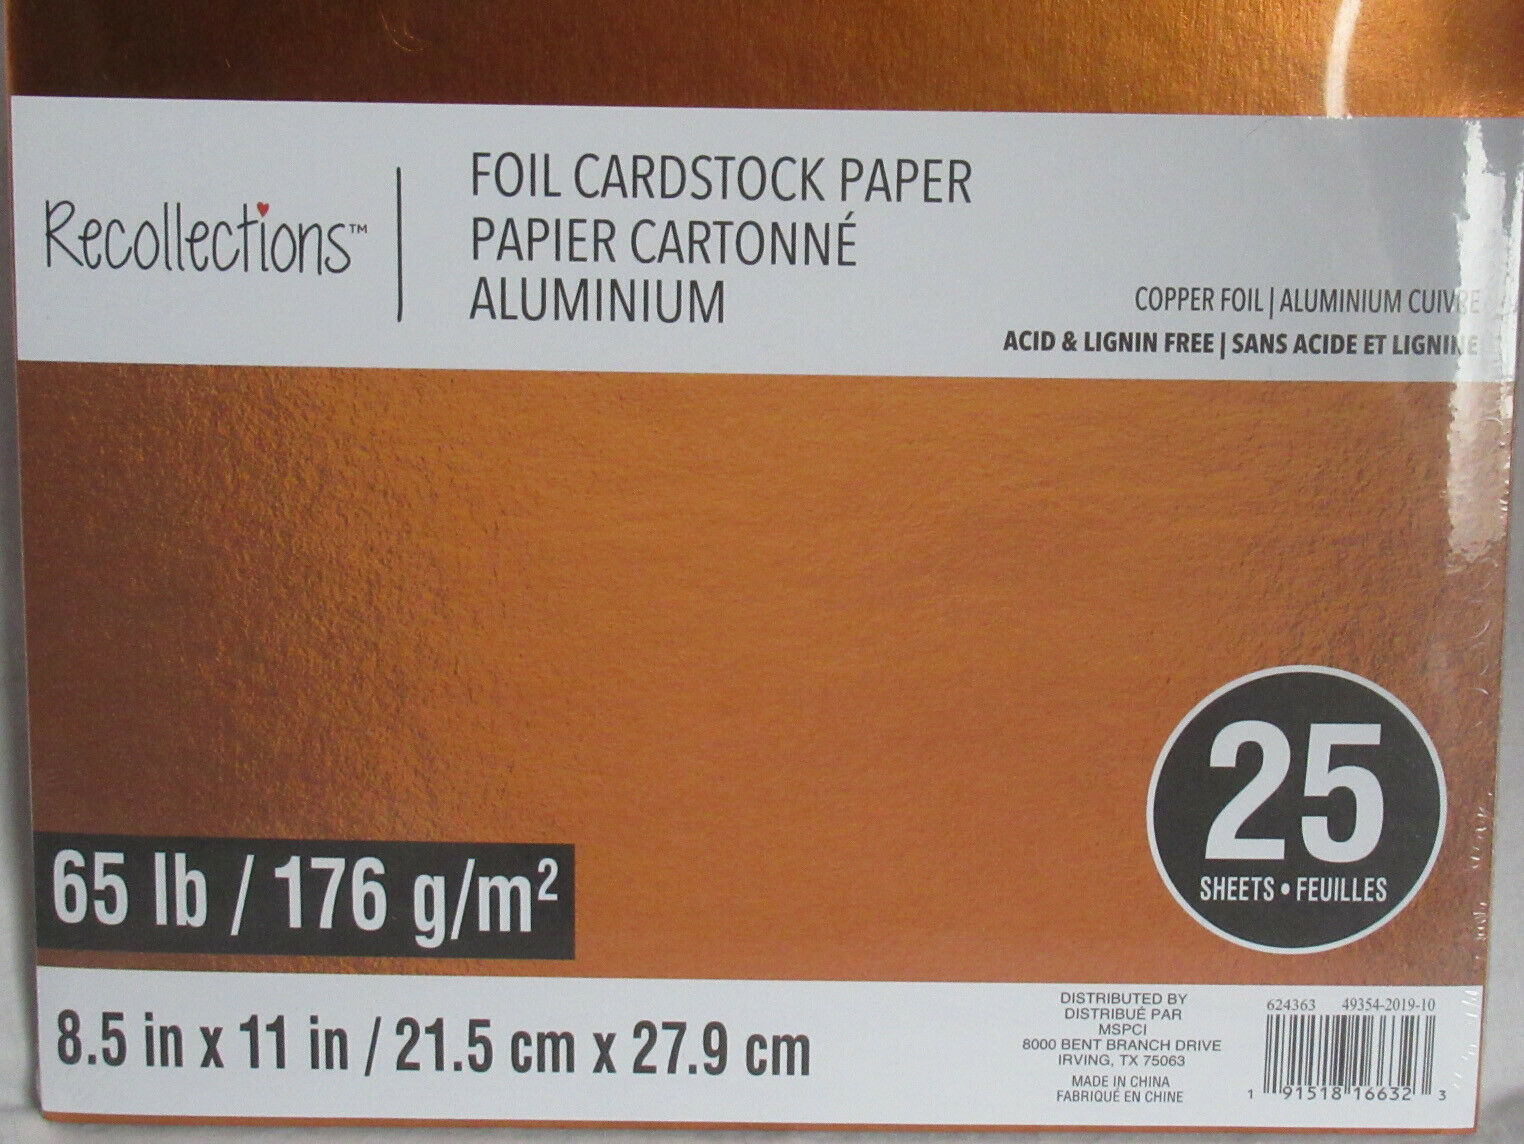 Recollections™
FOIL CARDSTOCK PAPER
PAPIER CARTONNÉ
ALUMINIUM
COPPER FOIL | ALUMINIUM CUIVRE
ACID & LIGNIN FREE | SANS ACIDE ET LIGNINE
25
SHEETS • FEUILLES
65 lb / 176 g/m²
8.5 in x 11 in / 21.5 cm x 27.9 cm
DISTRIBUTED BY
DISTRIBUÉ PAR
MSPCI
8000 BENT BRANCH DRIVE
IRVING, TX 75063
MADE IN CHINA
FABRIQUÉ EN CHINE
624363 49354-2019-10
1 91518 16632 3